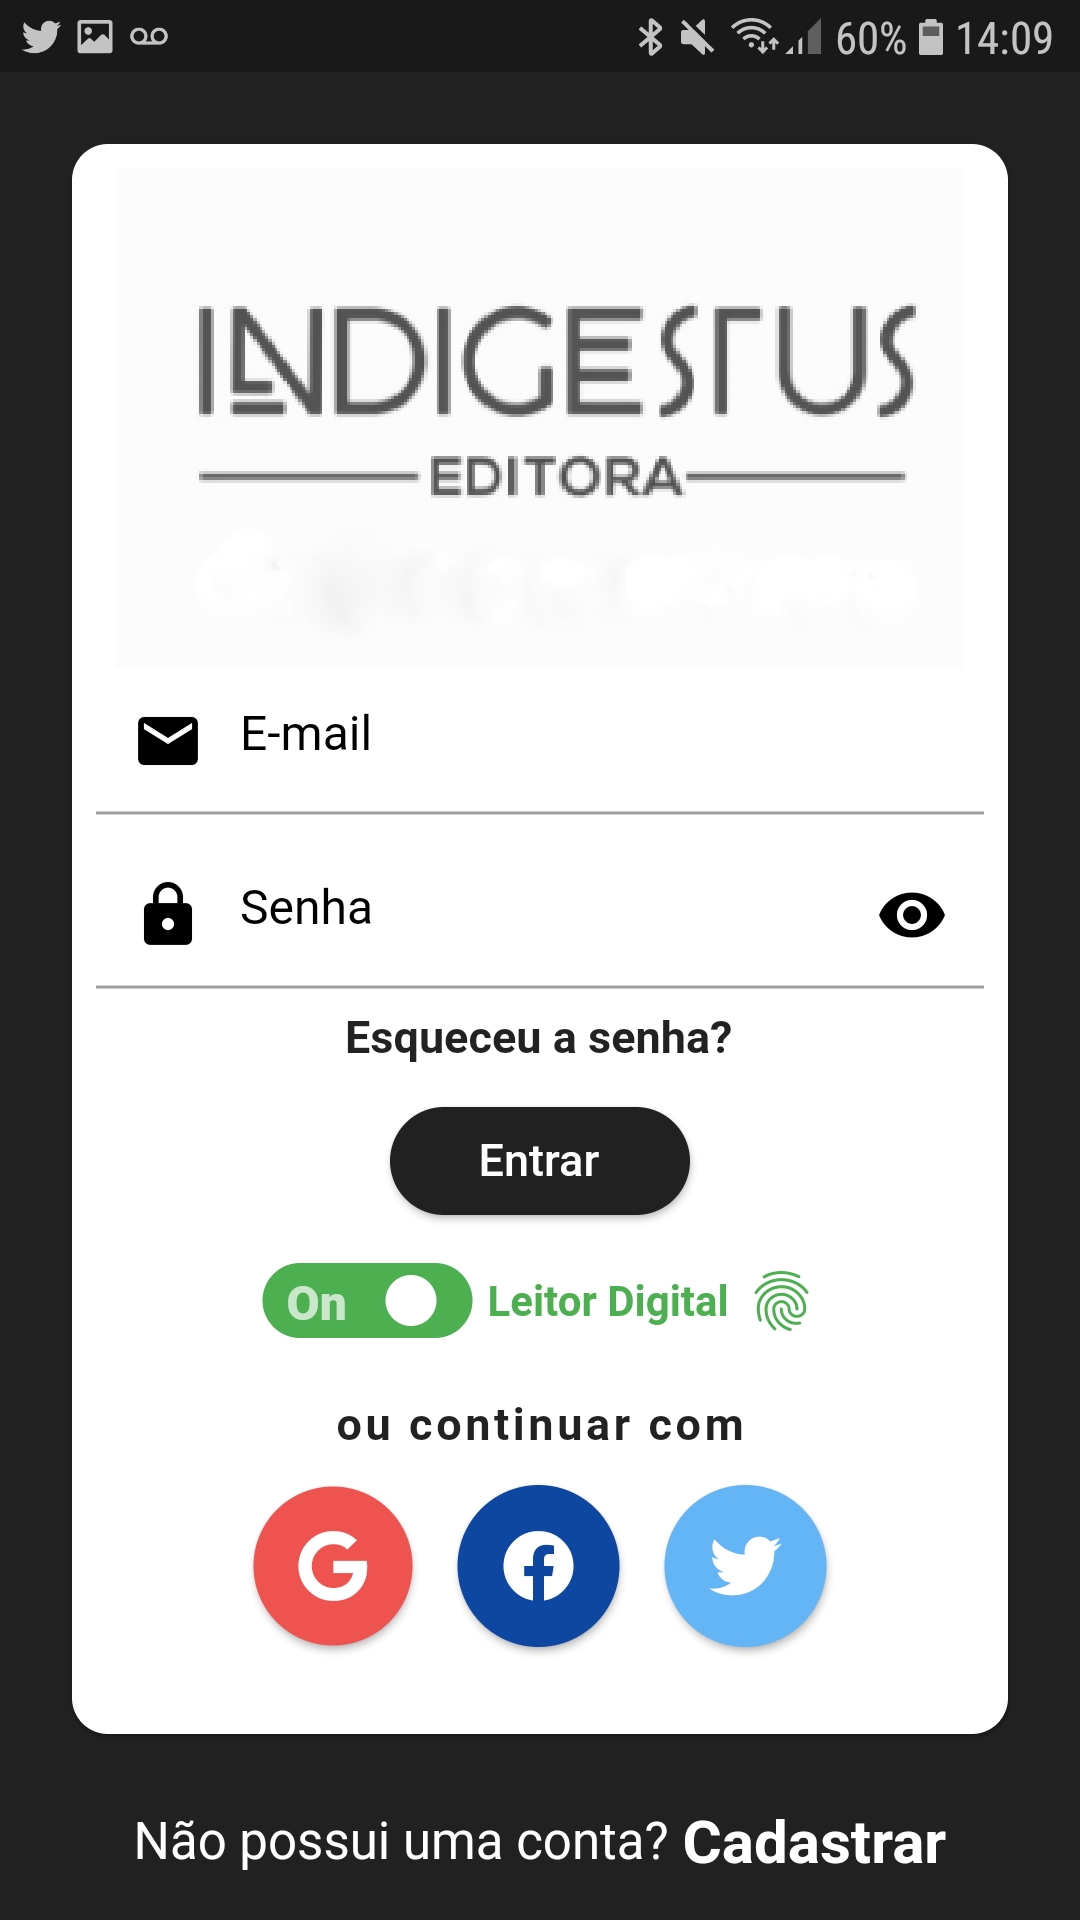 60% 14:09
INDIGESTUS
EDITORA
E-mail
Senha
Esqueceu a senha?
Entrar
On Leitor Digital
ou continuar com
Não possui uma conta? Cadastrar